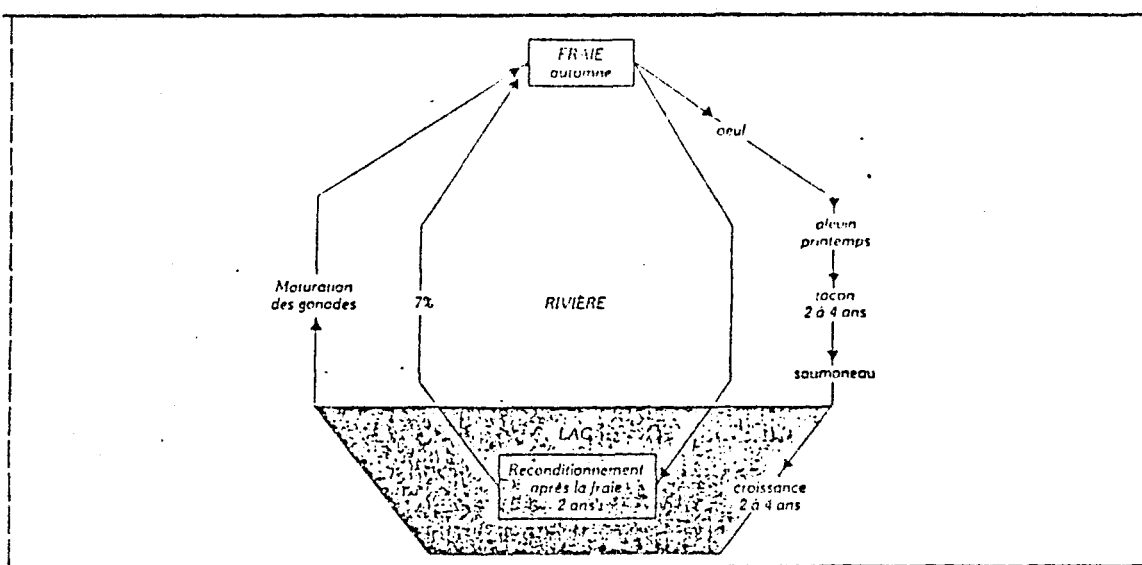 FRAIE
automne
oeuf
alevin
printemps
Maturation
des gonades
7%
RIVIÈRE
tacon
2 à 4 ans
saumoneau
LAC
Reconditionnement
après la fraie
2 ans
croissance
2 à 4 ans